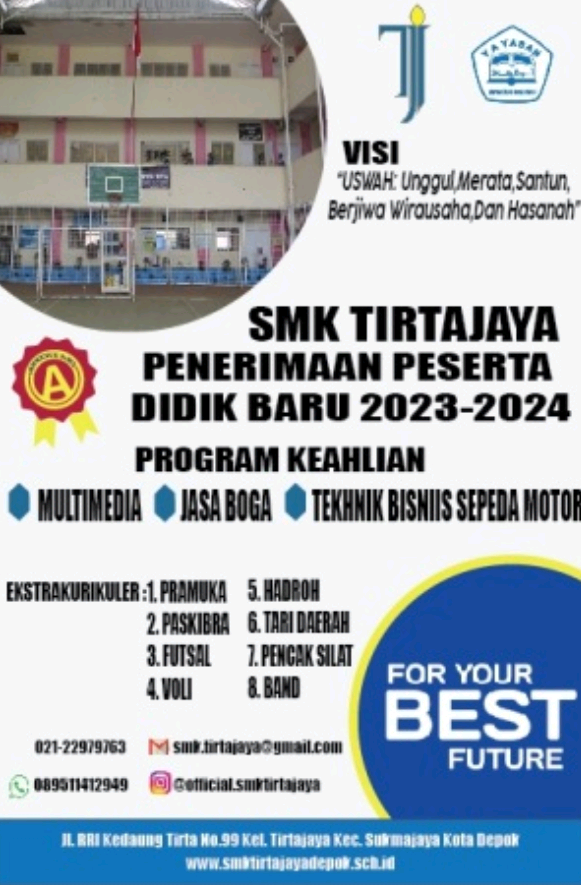 YAYASAN
VISI
"USWAH: Unggul,Merata,Santun,
Berjiwa Wirausaha,Dan Hasanah"
SMK TIRTAJAYA
PENERIMAAN PESERTA
DIDIK BARU 2023-2024
A
PROGRAM KEAHLIAN
MULTIMEDIA JASA BOGA TEKHNIK BISNIIS SEPEDA MOTOR
EKSTRAKURIKULER :1. PRAMUKA 5. HADROH
2. PASKIBRA 6. TARI DAERAH
3. FUTSAL 7. PENCAK SILAT
4. VOLI 8. BAND
FOR YOUR
BEST
FUTURE
021-22979763 smk.tirtajaya@gmail.com
089511412949 @official.smktirtajaya
Jl. RRI Kedaung Tirta No.99 Kel. Tirtajaya Kec. Sukmajaya Kota Depok
www.smktirtajayadepok.sch.id